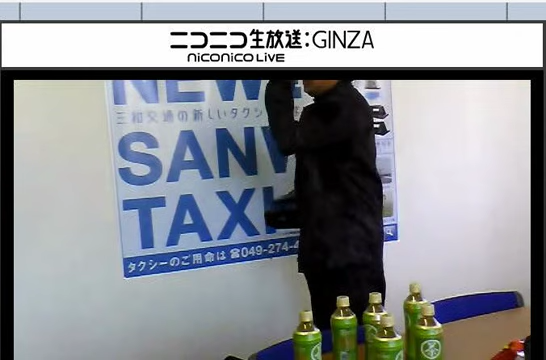 ニコニコ生放送:GINZA
niconico LIVE
NEW
三和交通の新しいタクシ
SANW
TAXI
タクシーのご用命は ☎049-274-4